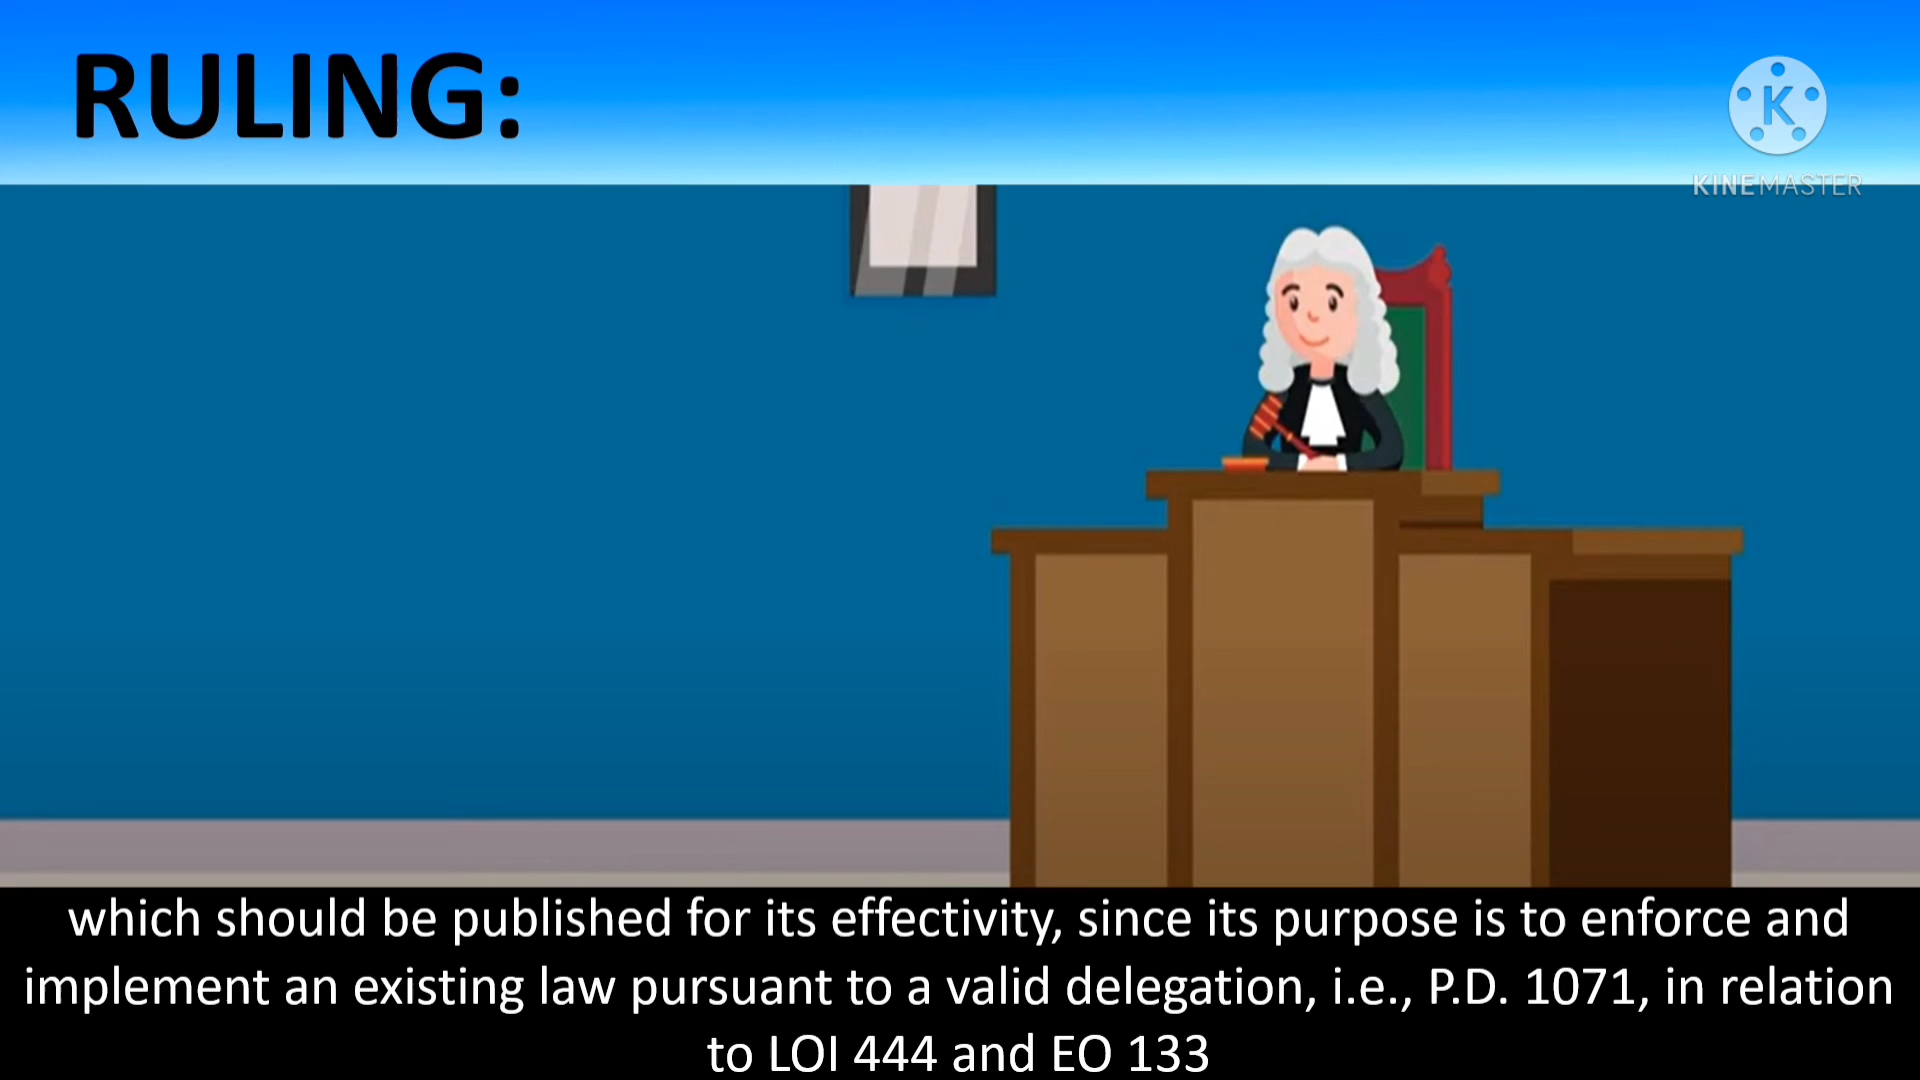 RULING:
K
KINEMASTER
which should be published for its effectivity, since its purpose is to enforce and
implement an existing law pursuant to a valid delegation, i.e., P.D. 1071, in relation
to LOI 444 and EO 133